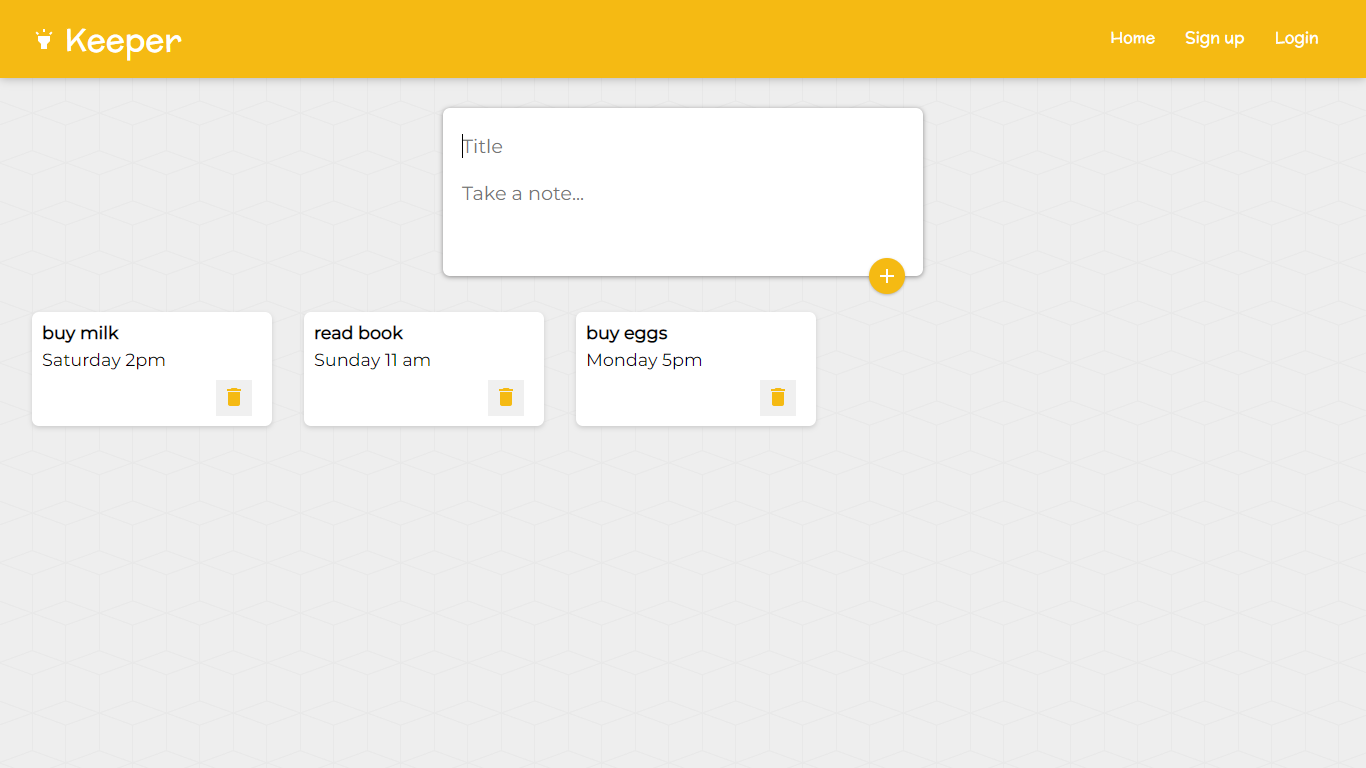 Keeper
Home Sign up Login
Title
Take a note...
buy milk
Saturday 2pm
read book
Sunday 11 am
buy eggs
Monday 5pm